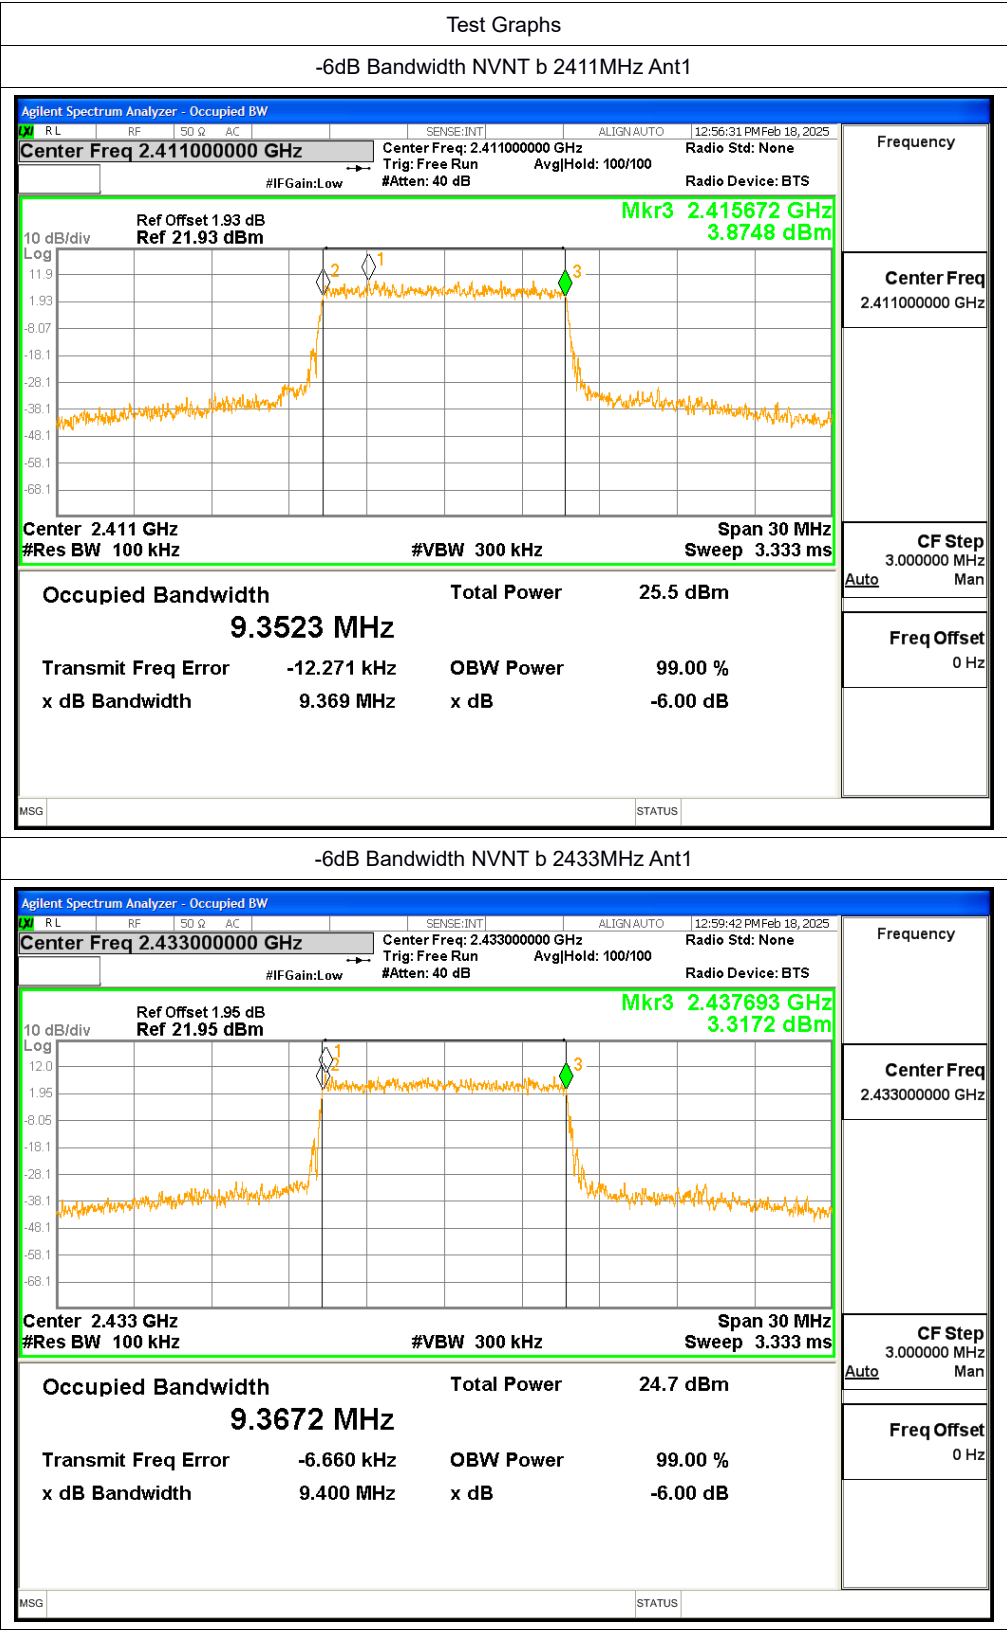 Test Graphs
-6dB Bandwidth NVNT b 2411MHz Ant1
Agilent Spectrum Analyzer - Occupied BW
LXI RL RF 50 Ω AC SENSE:INT ALIGN AUTO 12:56:31 PM Feb 18, 2025
Center Freq 2.411000000 GHz
Center Freq: 2.411000000 GHz Radio Std: None
Trig: Free Run Avg|Hold: 100/100
#IFGain:Low #Atten: 40 dB Radio Device: BTS
Frequency
Mkr3 2.415672 GHz
3.8748 dBm
Ref Offset 1.93 dB
10 dB/div Ref 21.93 dBm
Log
11.9
1.93
-8.07
-18.1
-28.1
-38.1
-48.1
-58.1
-68.1
2 1 3
Center Freq
2.411000000 GHz
Center 2.411 GHz Span 30 MHz
#Res BW 100 kHz #VBW 300 kHz Sweep 3.333 ms
CF Step
3.000000 MHz
Auto Man
Occupied Bandwidth Total Power 25.5 dBm
9.3523 MHz
Transmit Freq Error -12.271 kHz OBW Power 99.00 %
x dB Bandwidth 9.369 MHz x dB -6.00 dB
Freq Offset
0 Hz
MSG STATUS
-6dB Bandwidth NVNT b 2433MHz Ant1
Agilent Spectrum Analyzer - Occupied BW
LXI RL RF 50 Ω AC SENSE:INT ALIGN AUTO 12:59:42 PM Feb 18, 2025
Center Freq 2.433000000 GHz
Center Freq: 2.433000000 GHz Radio Std: None
Trig: Free Run Avg|Hold: 100/100
#IFGain:Low #Atten: 40 dB Radio Device: BTS
Frequency
Mkr3 2.437693 GHz
3.3172 dBm
Ref Offset 1.95 dB
10 dB/div Ref 21.95 dBm
Log
12.0
1.95
-8.05
-18.1
-28.1
-38.1
-48.1
-58.1
-68.1
1 2 3
Center Freq
2.433000000 GHz
Center 2.433 GHz Span 30 MHz
#Res BW 100 kHz #VBW 300 kHz Sweep 3.333 ms
CF Step
3.000000 MHz
Auto Man
Occupied Bandwidth Total Power 24.7 dBm
9.3672 MHz
Transmit Freq Error -6.660 kHz OBW Power 99.00 %
x dB Bandwidth 9.400 MHz x dB -6.00 dB
Freq Offset
0 Hz
MSG STATUS